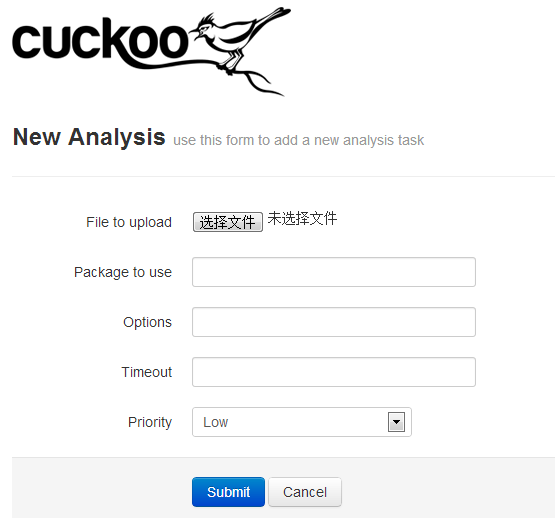 cuckoo
New Analysis use this form to add a new analysis task
File to upload 选择文件 未选择文件
Package to use
Options
Timeout
Priority Low
Submit Cancel